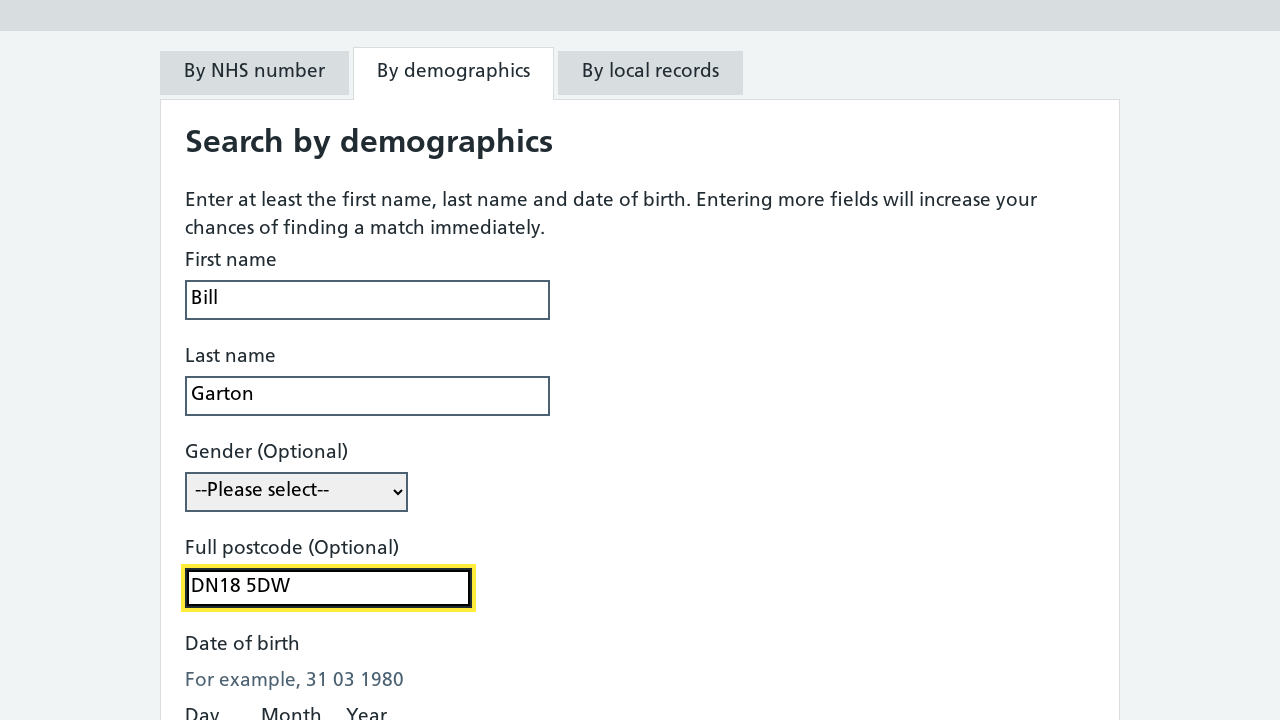 By NHS number
By demographics
By local records
Search by demographics
Enter at least the first name, last name and date of birth. Entering more fields will increase your
chances of finding a match immediately.
First name
Bill
Last name
Garton
Gender (Optional)
--Please select--
Full postcode (Optional)
DN18 5DW
Date of birth
For example, 31 03 1980
Day Month Year